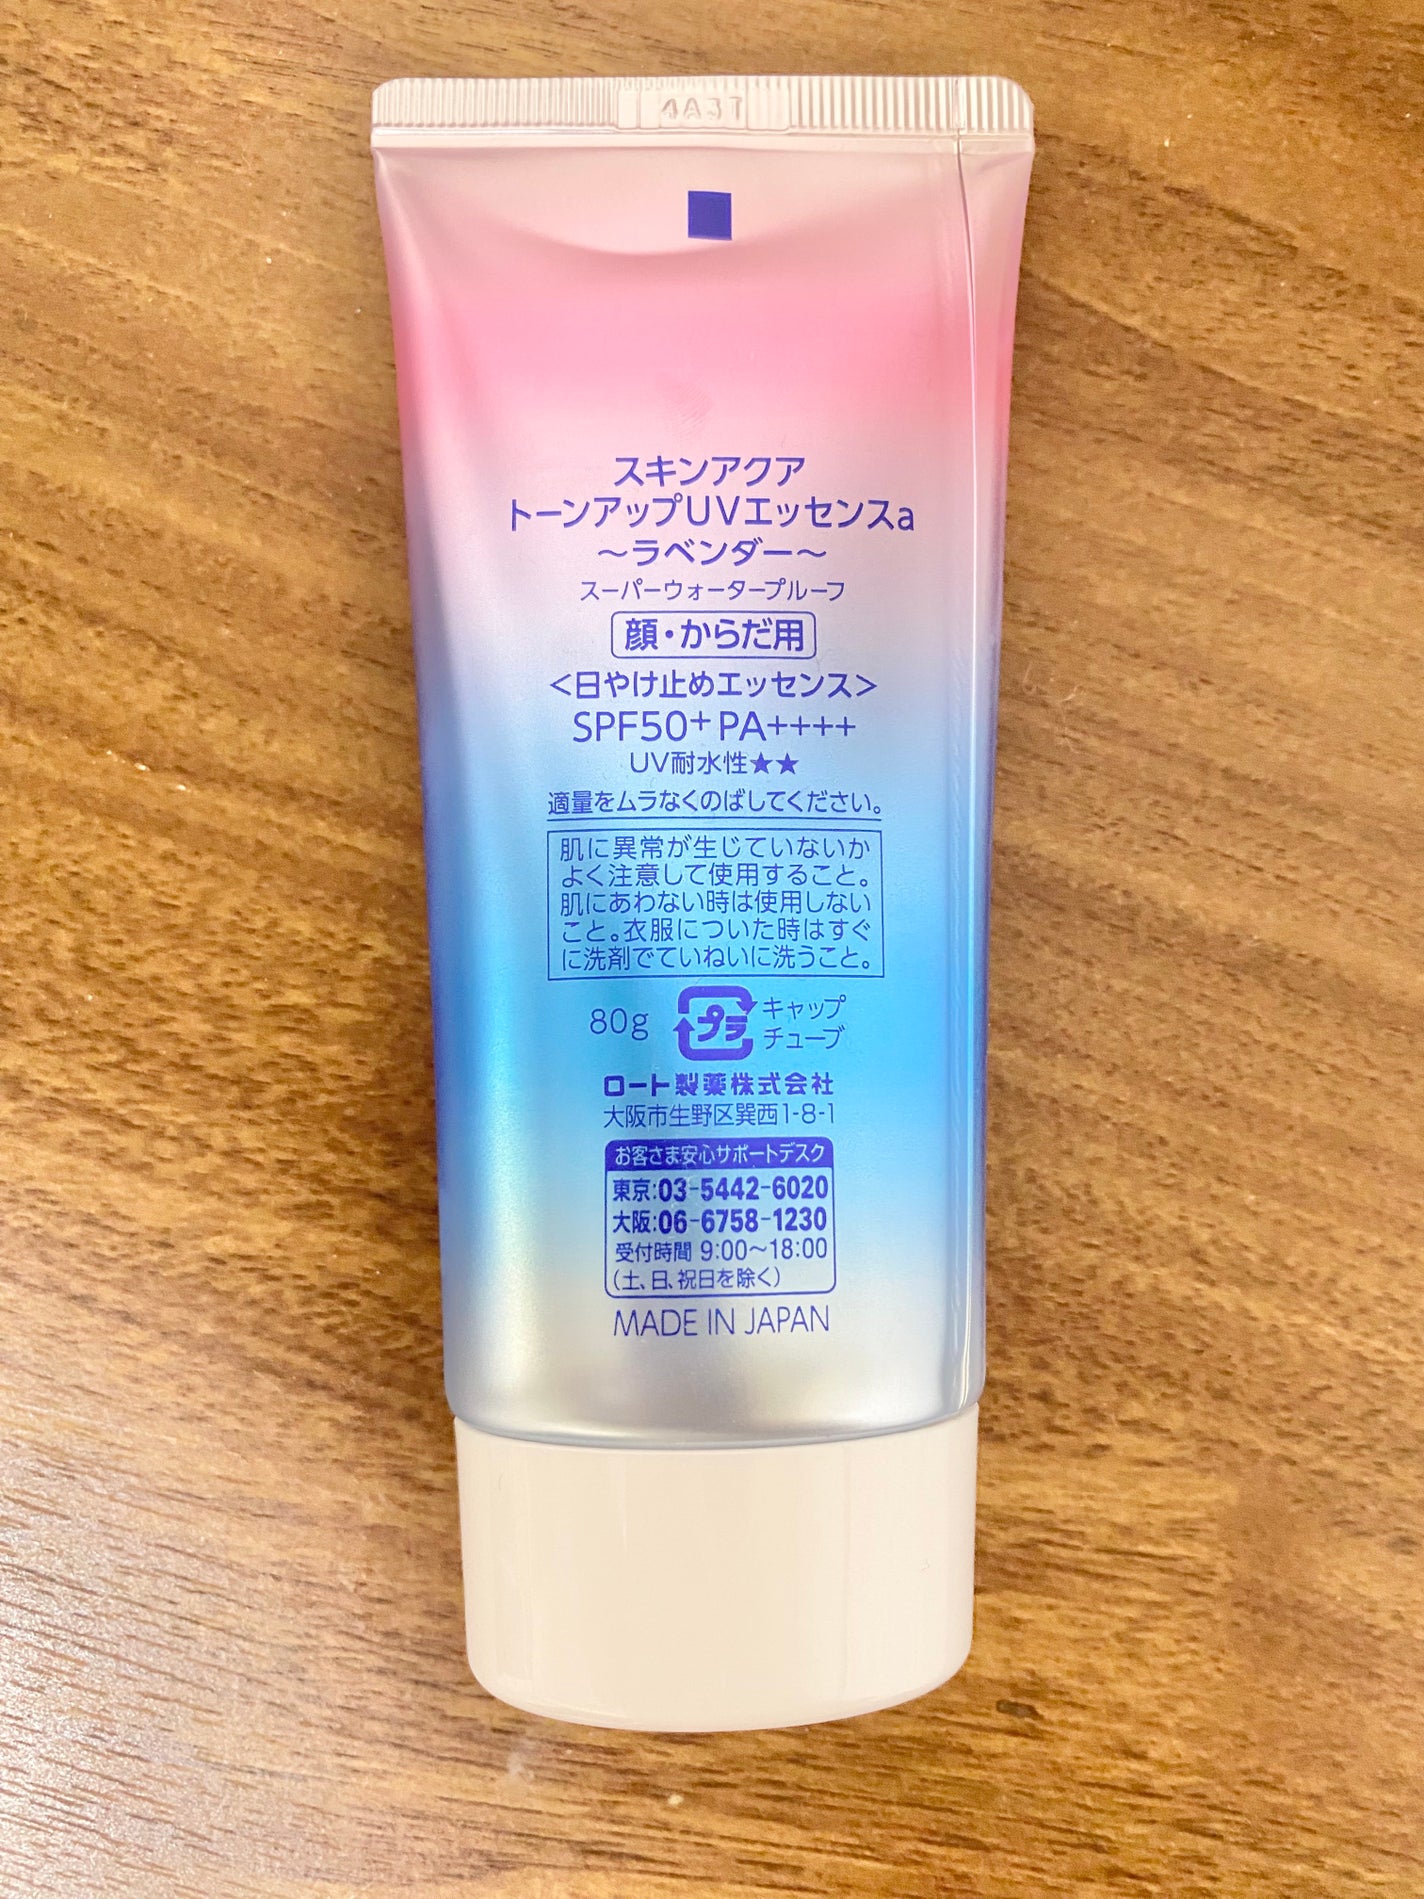 4A3T
スキンアクア
トーンアップUVエッセンスa
～ラベンダー～
スーパーウォータープルーフ
顔・からだ用
<日やけ止めエッセンス>
SPF50+ PA++++
UV耐水性★★
適量をムラなくのばしてください。
肌に異常が生じていないか
よく注意して使用すること。
肌にあわない時は使用しない
こと。衣服についた時はすぐ
に洗剤でていねいに洗うこと。
80g プラ キャップ
チューブ
ロート製薬株式会社
大阪市生野区巽西1-8-1
お客さま安心サポートデスク
東京:03-5442-6020
大阪:06-6758-1230
受付時間 9:00～18:00
(土、日、祝日を除く)
MADE IN JAPAN